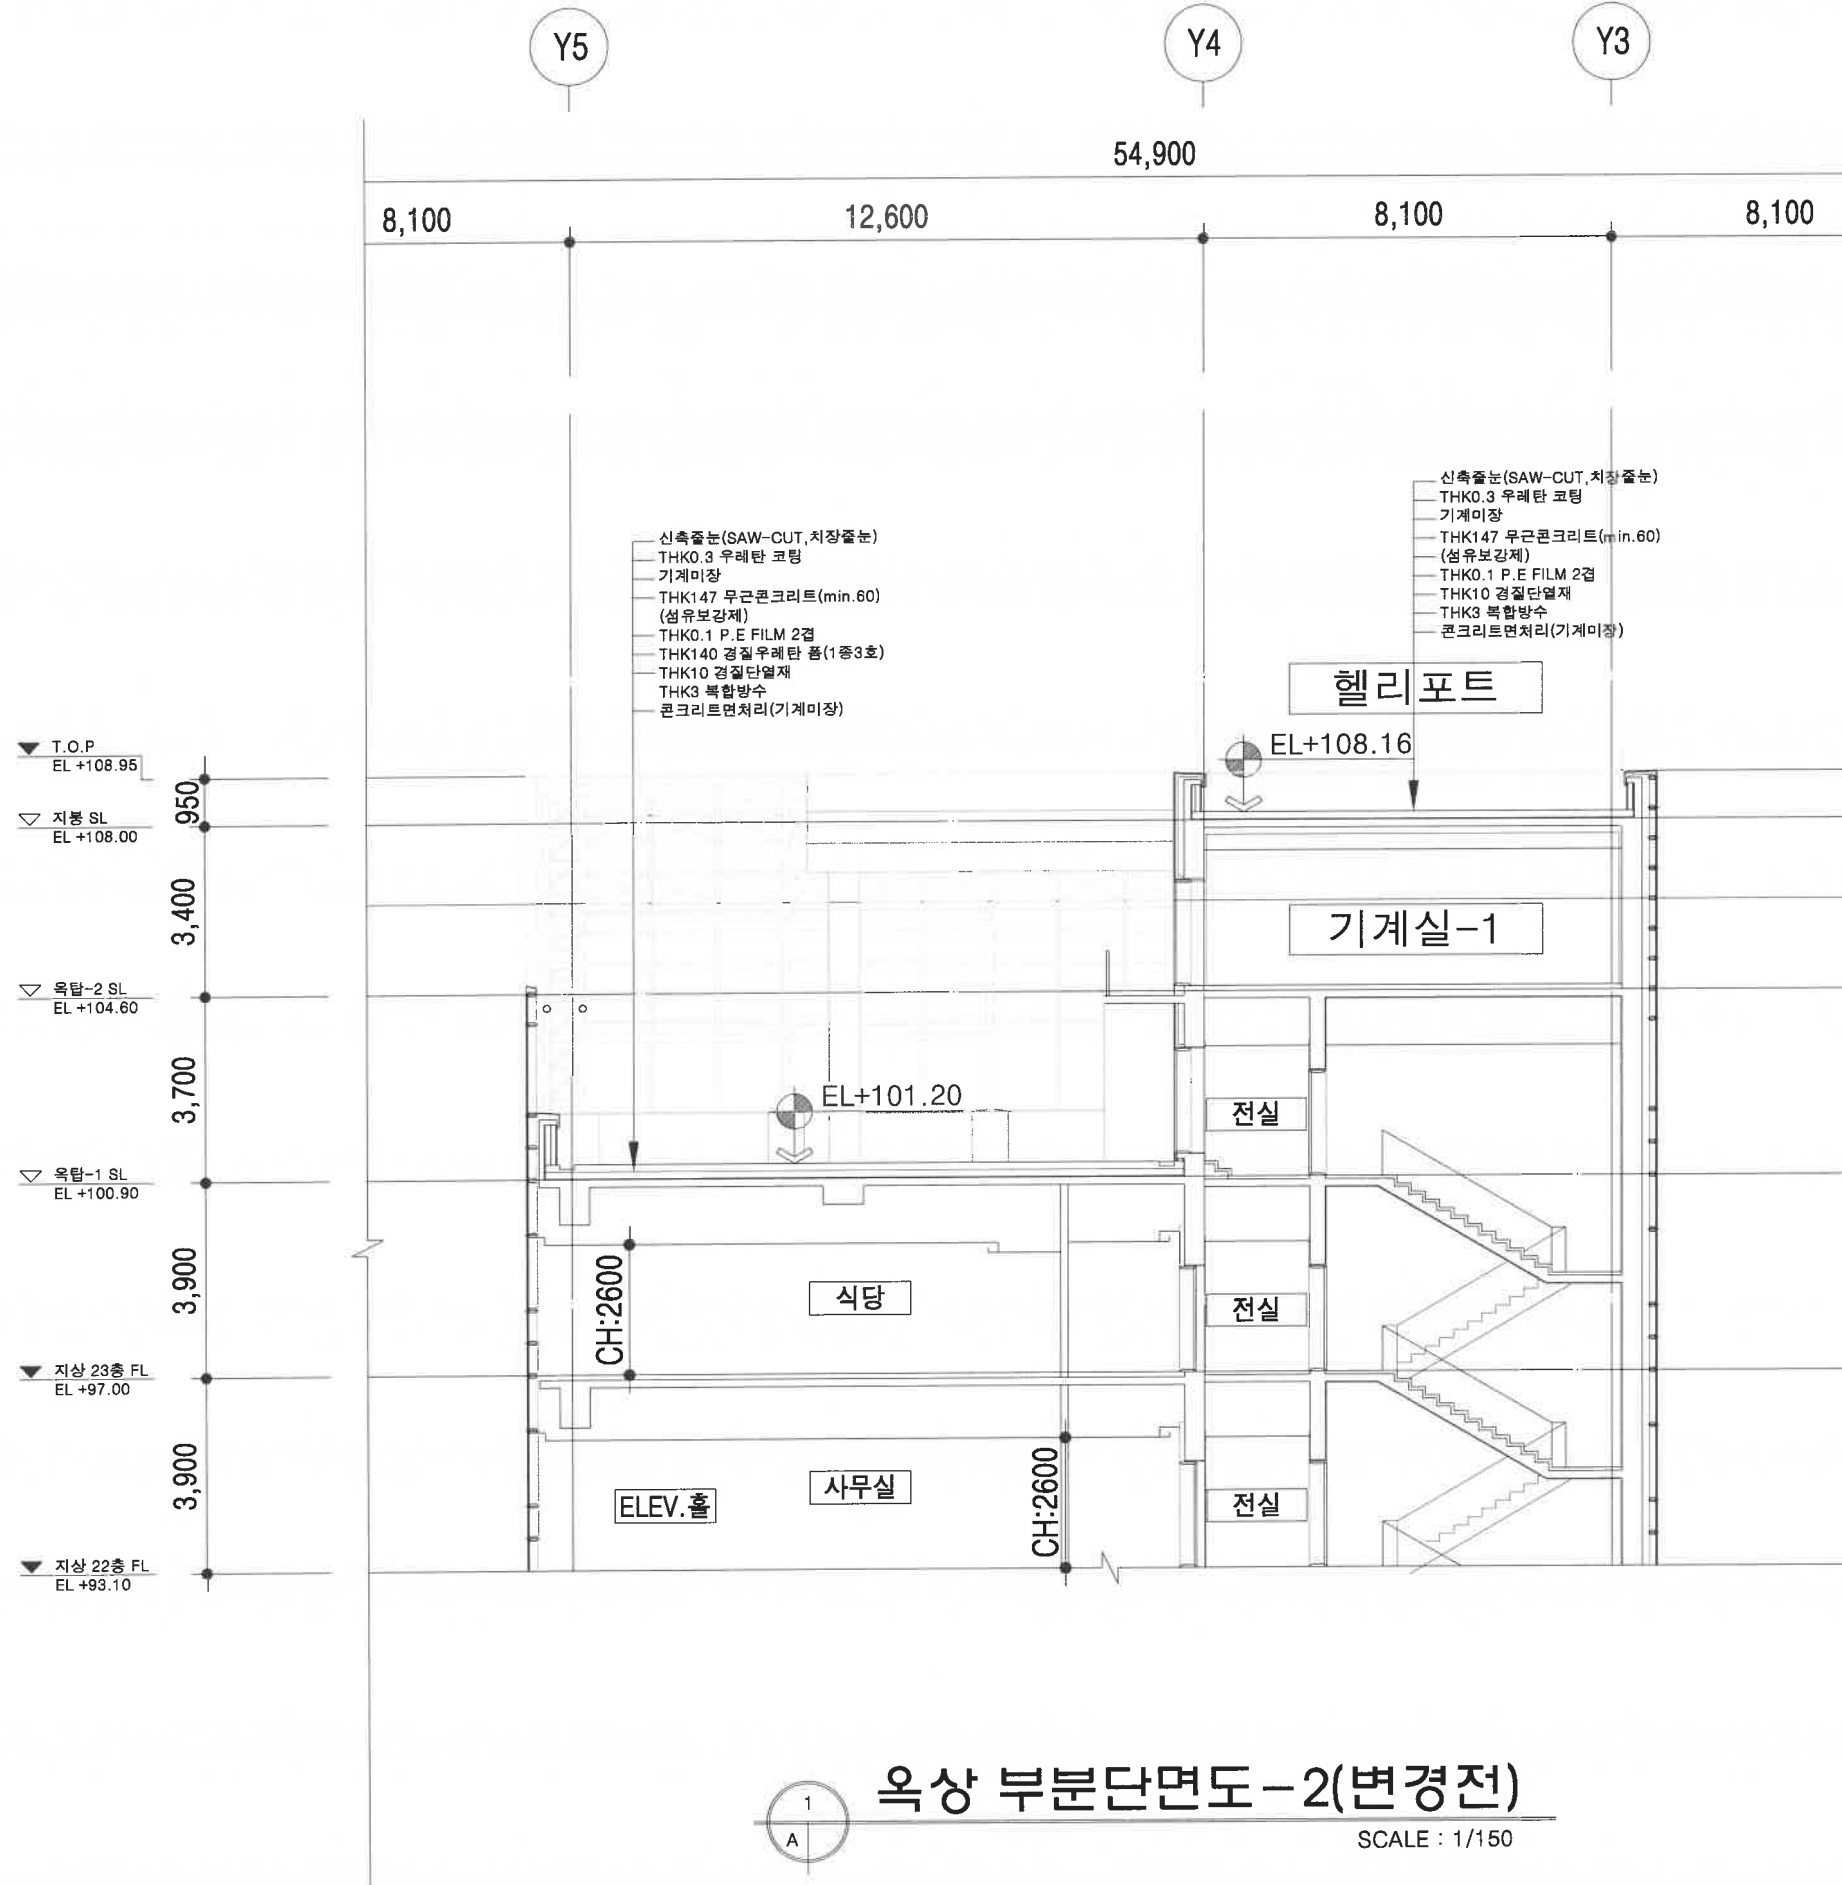 Y5
Y4
Y3
54,900
8,100
12,600
8,100
8,100
신축줄눈(SAW-CUT,치장줄눈)
THK0.3 우레탄 코팅
기계미장
THK147 무근콘크리트(min.60)
(섬유보강제)
THK0.1 P.E FILM 2겹
THK10 경질단열재
THK3 복합방수
콘크리트면처리(기계미장)
신축줄눈(SAW-CUT,치장줄눈)
THK0.3 우레탄 코팅
기계미장
THK147 무근콘크리트(min.60)
(섬유보강제)
THK0.1 P.E FILM 2겹
THK140 경질우레탄 폼(1종3호)
THK10 경질단열재
THK3 복합방수
콘크리트면처리(기계미장)
헬리포트
EL+108.16
T.O.P
EL +108.95
950
지붕 SL
EL +108.00
3,400
기계실-1
옥탑-2 SL
EL +104.60
3,700
EL+101.20
전실
옥탑-1 SL
EL +100.90
3,900
CH:2600
식당
전실
지상 23층 FL
EL +97.00
3,900
ELEV.홀
사무실
CH:2600
전실
지상 22층 FL
EL +93.10
1
A
옥상 부분단면도-2(변경전)
SCALE : 1/150